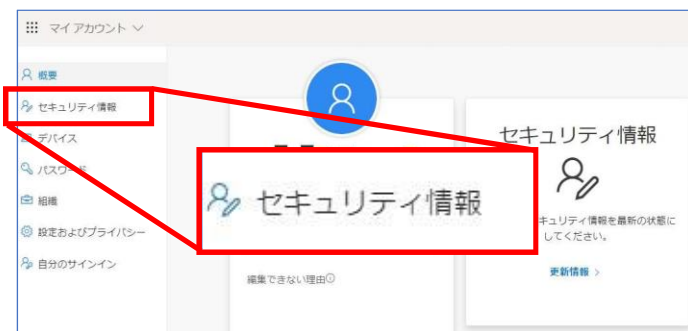 マイ アカウント
概要
セキュリティ情報
デバイス
パスワード
組織
設定およびプライバシー
自分のサインイン
セキュリティ情報
編集できない理由
セキュリティ情報
キュリティ情報を最新の状態に
してください。
更新情報 >